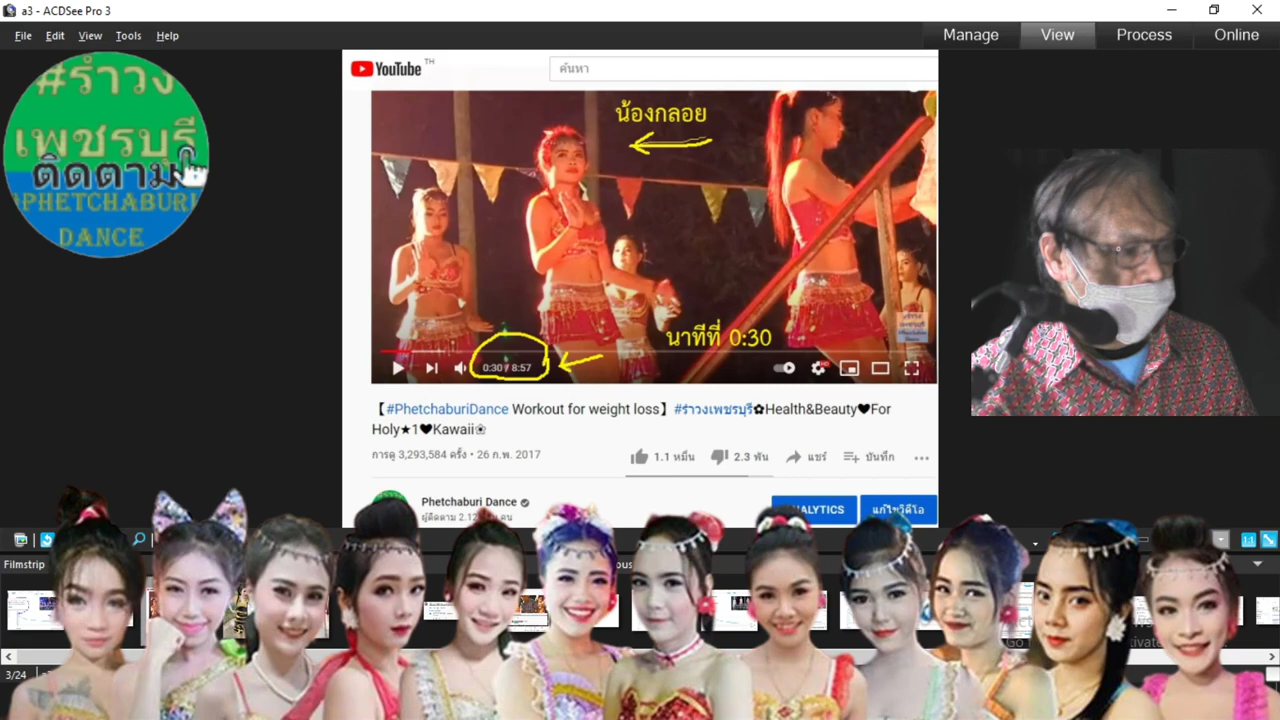 a3 - ACDSee Pro 3
File Edit View Tools Help
Manage View Process Online
#รำวง
เพชรบุรี
ติดตาม
#PHETCHABURI
DANCE
YouTube TH
ค้นหา
น้องกลอย
นาทีที่ 0:30
0:30 / 8:57
【#PhetchaburiDance Workout for weight loss】#รำวงเพชรบุรี✿Health&Beauty♥For
Holy★1♥Kawaii❀
การดู 3,293,584 ครั้ง • 26 ก.พ. 2017
1.1 หมื่น 2.3 พัน แชร์ บันทึก
Phetchaburi Dance
ANALYTICS แก้ไขวิดีโอ
Filmstrip
3/24